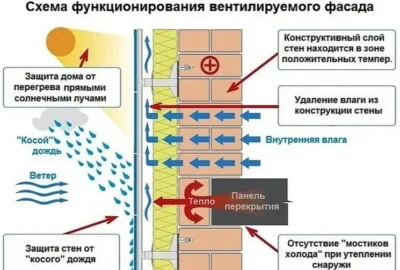 Схема функционирования вентилируемого фасада
Защита дома от
перегрева прямыми
солнечными лучами
Конструктивный слой
стен находится в зоне
положительных темпер.
Удаление влаги из
конструкции стены
"Косой"
дождь
Внутренняя влага
Ветер
Тепло
Панель
перекрытия
Защита стен от
"косого" дождя
Отсутствие "мостиков
холода" при утеплении
снаружи